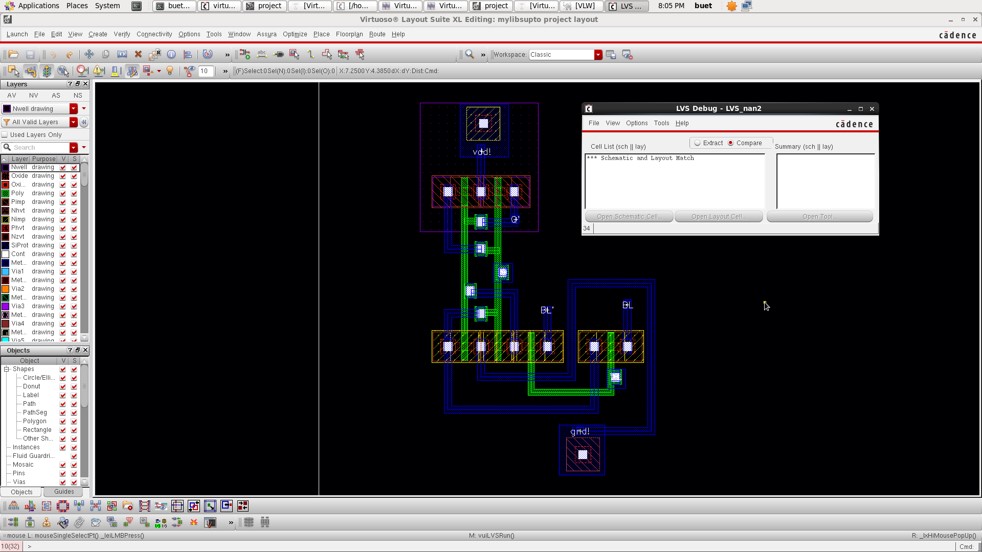 Applications Places System buet... virtu... project [Virt... [/ho... virtu... project [Virtu... [VLW] LVS ... 8:05 PM buet
Virtuoso® Layout Suite XL Editing: mylibsupto project layout
Launch File Edit View Create Verify Connectivity Options Tools Window Assura Optimize Place Floorplan Route Help cādence
Workspace: Classic
10 (F)Select:0 Sel(N):0 Sel(I):0 Sel(O):0 X:7.2500 Y:4.3850 dX: dY: Dist: Cmd:
Layers
AV NV AS NS
Nwell drawing
All Valid Layers
Used Layers Only
Search
Layer Purpose V S
Nwell drawing
Oxide drawing
Oxi... drawing
Poly drawing
Pimp drawing
Nhvt drawing
Nimp drawing
Phvt drawing
Nzvt drawing
SiProt drawing
Cont drawing
Met... drawing
Via1 drawing
Met... drawing
Via2 drawing
Met... drawing
Via3 drawing
Met... drawing
Via4 drawing
Met... drawing
Via5 drawing
Objects
Object V S
Shapes
Circle/Elli...
Donut
Label
Path
PathSeg
Polygon
Rectangle
Other Sh...
Instances
Fluid Guardri...
Mosaic
Pins
Vias
Objects Guides
vdd!
Q'
BL'
BL
gnd!
LVS Debug - LVS_nan2
File View Options Tools Help cādence
Extract Compare
Cell List (sch || lay) Summary (sch || lay)
*** Schematic and Layout Match
Open Schematic Cell Open Layout Cell Open Tool
34
mouse L: mouseSingleSelectPt() _leiLMBPress() M: vuiLVSRun() R: _lxHiMousePopUp()
10(32) > Cmd: